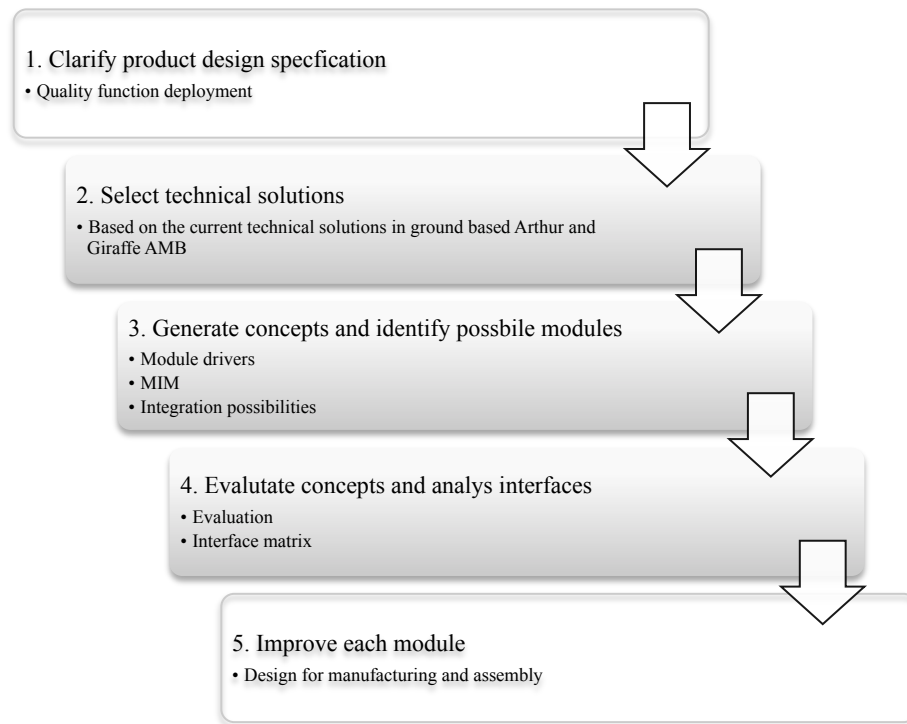 1. Clarify product design specfication
• Quality function deployment
2. Select technical solutions
• Based on the current technical solutions in ground based Arthur and
Giraffe AMB
3. Generate concepts and identify possbile modules
• Module drivers
• MIM
• Integration possibilities
4. Evalutate concepts and analys interfaces
• Evaluation
• Interface matrix
5. Improve each module
• Design for manufacturing and assembly